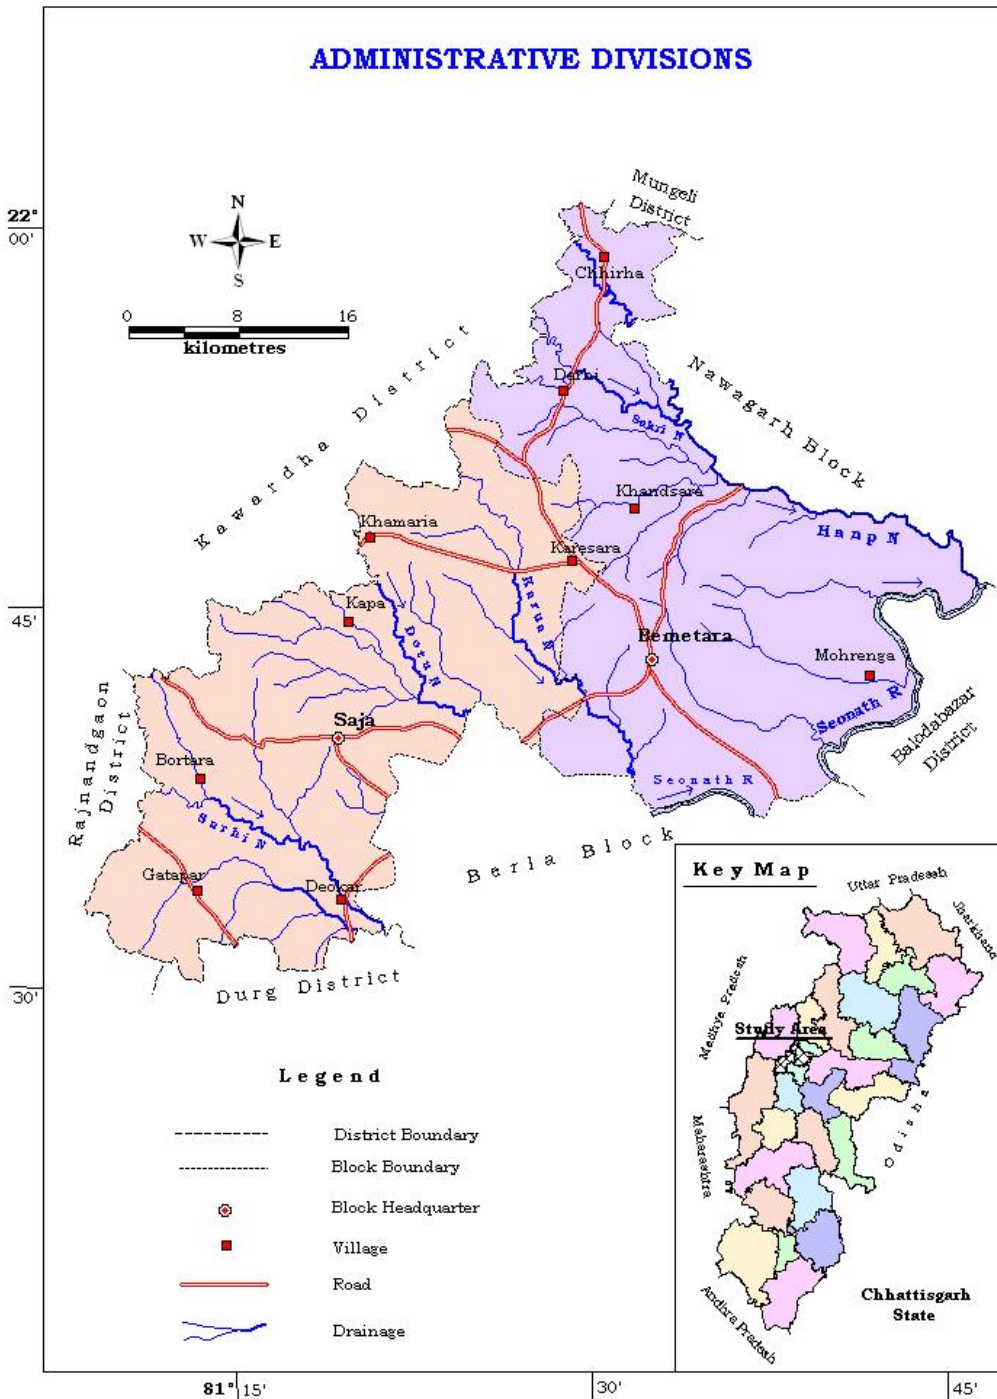 ADMINISTRATIVE DIVISIONS
Mungeli
District
22°
00'
N
W E
S
Chhirha
0 8 16
kilometres
Kawardha District
Nawagarh Block
Sakri N
Khandsara
Hanp N
Khamaria
Karesara
45'
Kapa
Dotu N
Karua N
Bemetara
Mohrenga
Seonath R
Balodabazar
District
Rajnandgaon
District
Saja
Bortara
Seonath R
Surhi N
Berla Block
Gatapar
Deokar
Durg District
30'
Key Map
Uttar Pradesh
Jharkhand
Madhya Pradesh
Study Area
Odisha
Maharashtra
Andhra Pradesh
Chhattisgarh
State
Legend
District Boundary
Block Boundary
Block Headquarter
Village
Road
Drainage
81° 15' 30' 45'